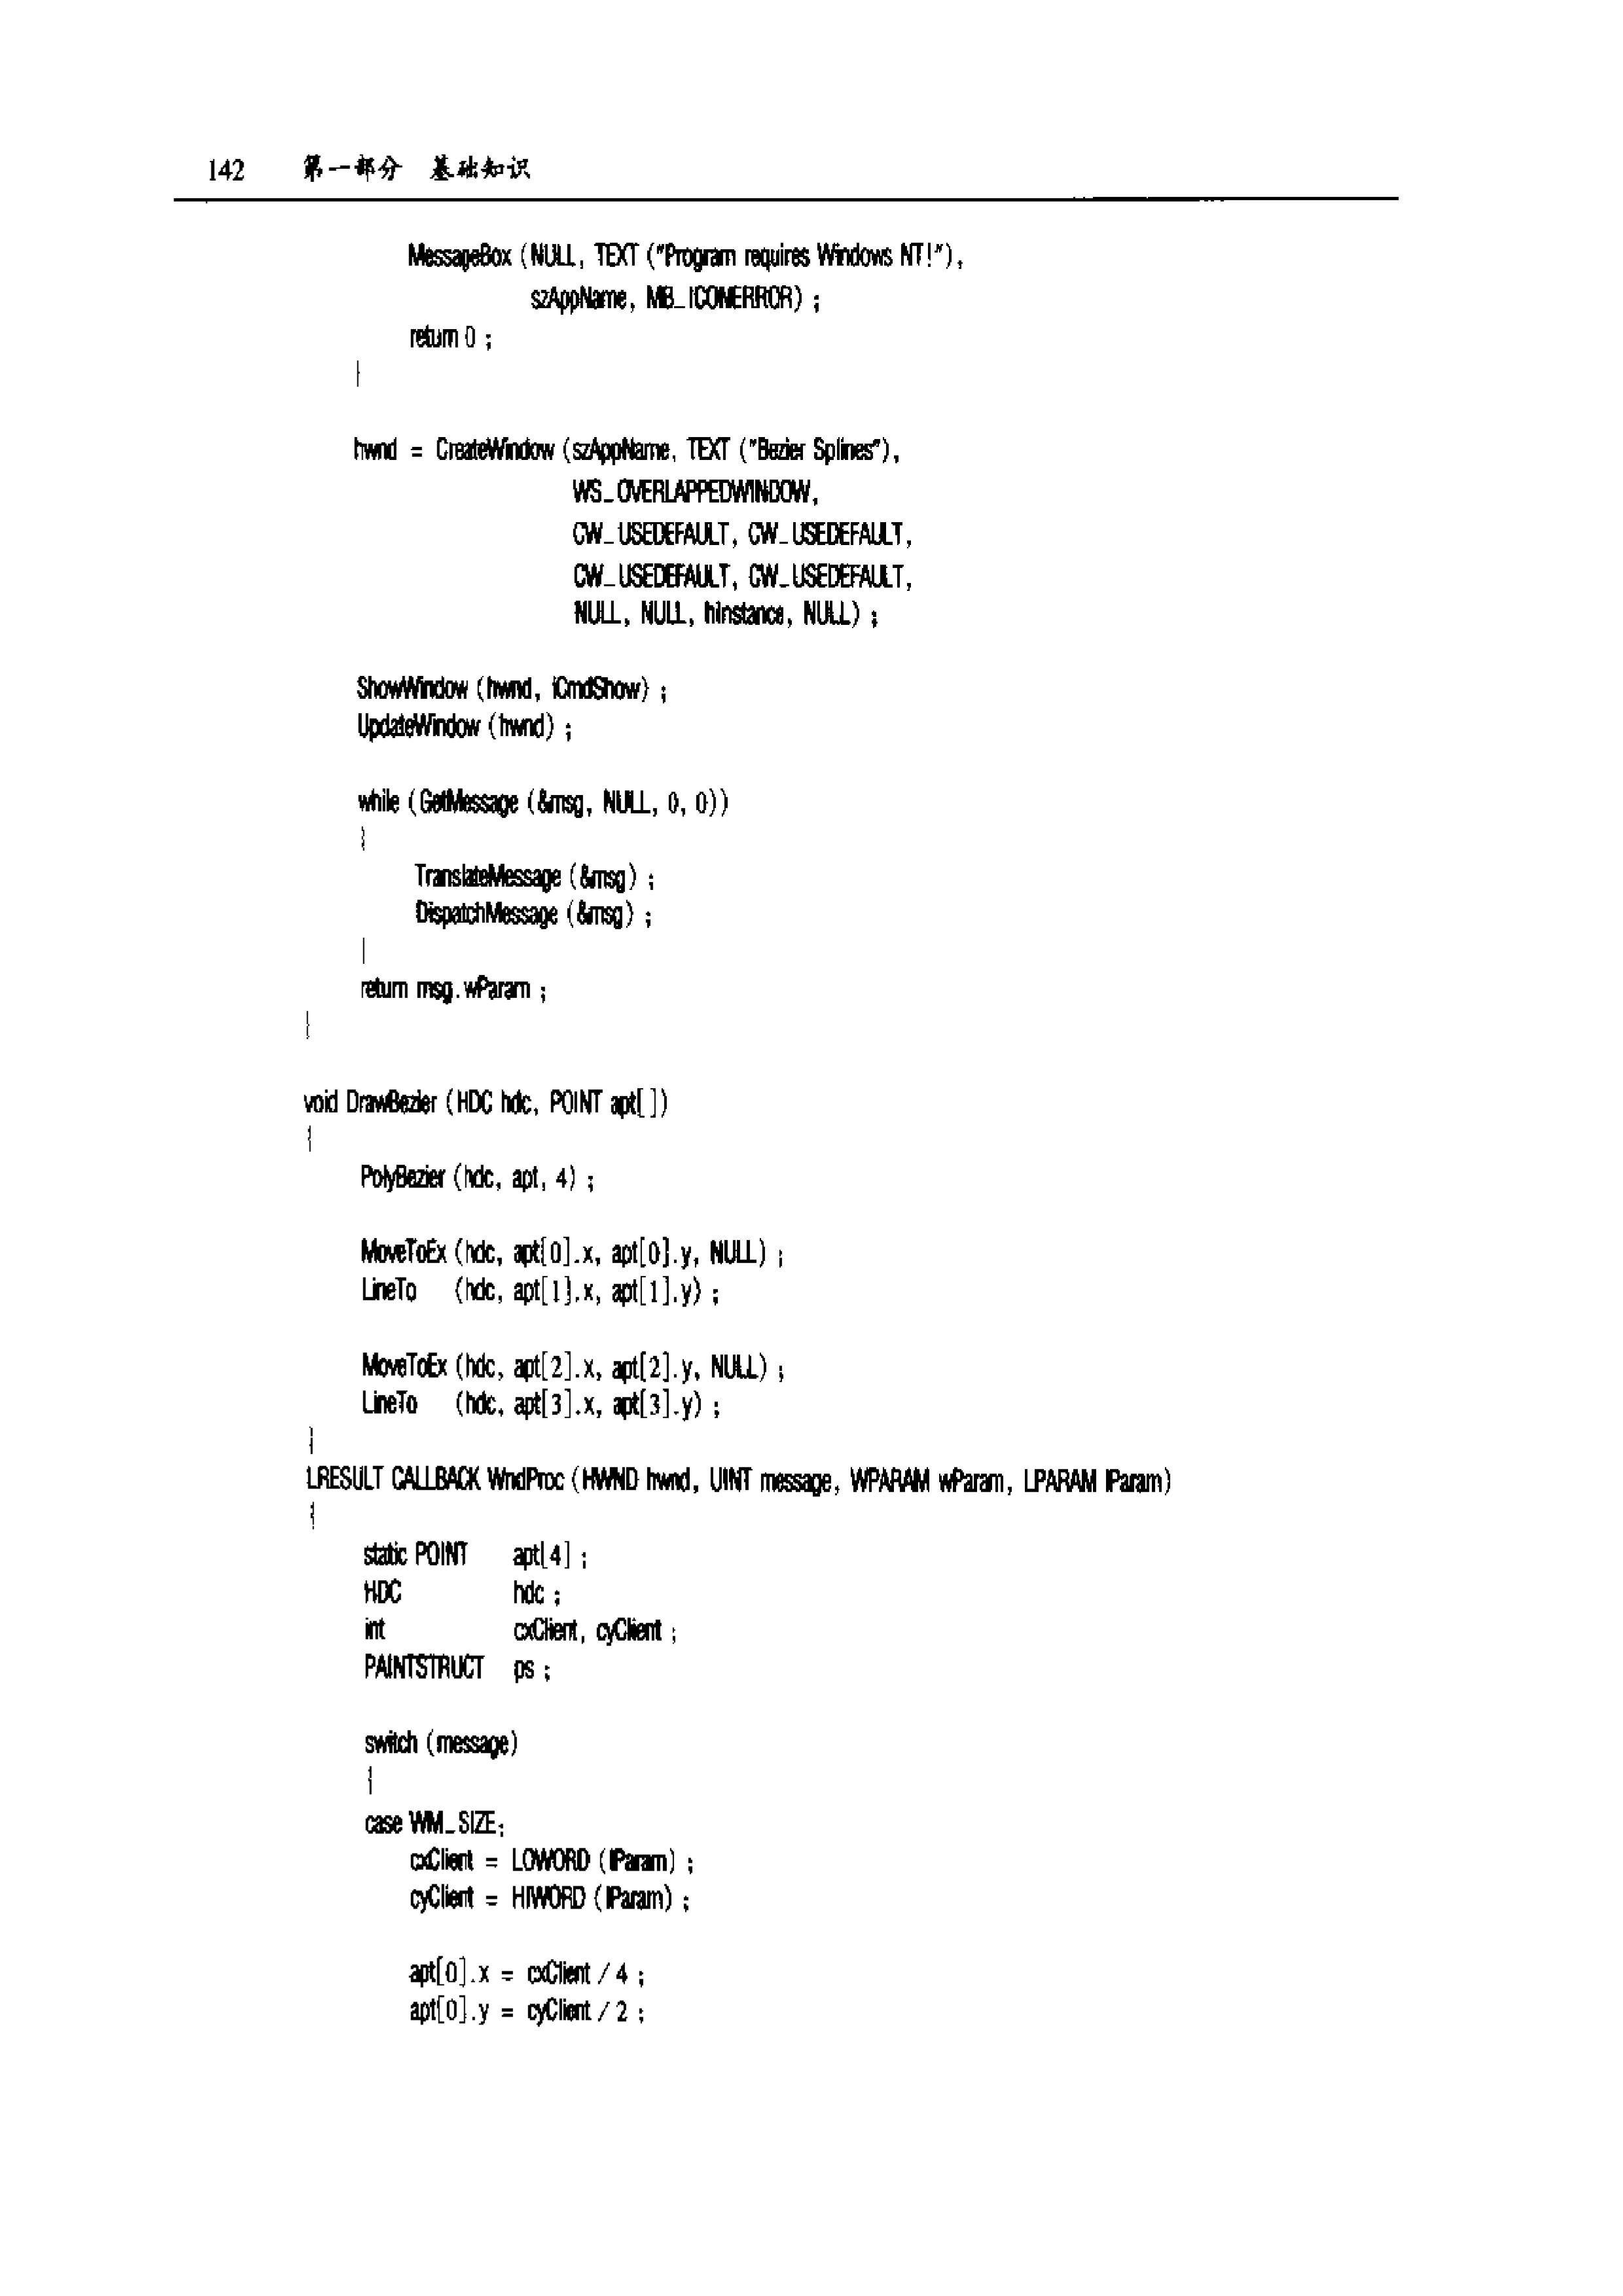 142 第一部分 基础知识
MessageBox (NULL, TEXT ("Program requires Windows NT!"),
szAppName, MB_ICONERROR) ;
return 0 ;
}
hwnd = CreateWindow (szAppName, TEXT ("Bezier Splines"),
WS_OVERLAPPEDWINDOW,
CW_USEDEFAULT, CW_USEDEFAULT,
CW_USEDEFAULT, CW_USEDEFAULT,
NULL, NULL, hInstance, NULL) ;
ShowWindow (hwnd, iCmdShow) ;
UpdateWindow (hwnd) ;
while (GetMessage (&msg, NULL, 0, 0))
{
TranslateMessage (&msg) ;
DispatchMessage (&msg) ;
}
return msg.wParam ;
}
void DrawBezier (HDC hdc, POINT apt[])
{
PolyBezier (hdc, apt, 4) ;
MoveToEx (hdc, apt[0].x, apt[0].y, NULL) ;
LineTo (hdc, apt[1].x, apt[1].y) ;
MoveToEx (hdc, apt[2].x, apt[2].y, NULL) ;
LineTo (hdc, apt[3].x, apt[3].y) ;
}
LRESULT CALLBACK WndProc (HWND hwnd, UINT message, WPARAM wParam, LPARAM lParam)
{
static POINT apt[4] ;
HDC hdc ;
int cxClient, cyClient ;
PAINTSTRUCT ps ;
switch (message)
{
case WM_SIZE:
cxClient = LOWORD (lParam) ;
cyClient = HIWORD (lParam) ;
apt[0].x = cxClient / 4 ;
apt[0].y = cyClient / 2 ;